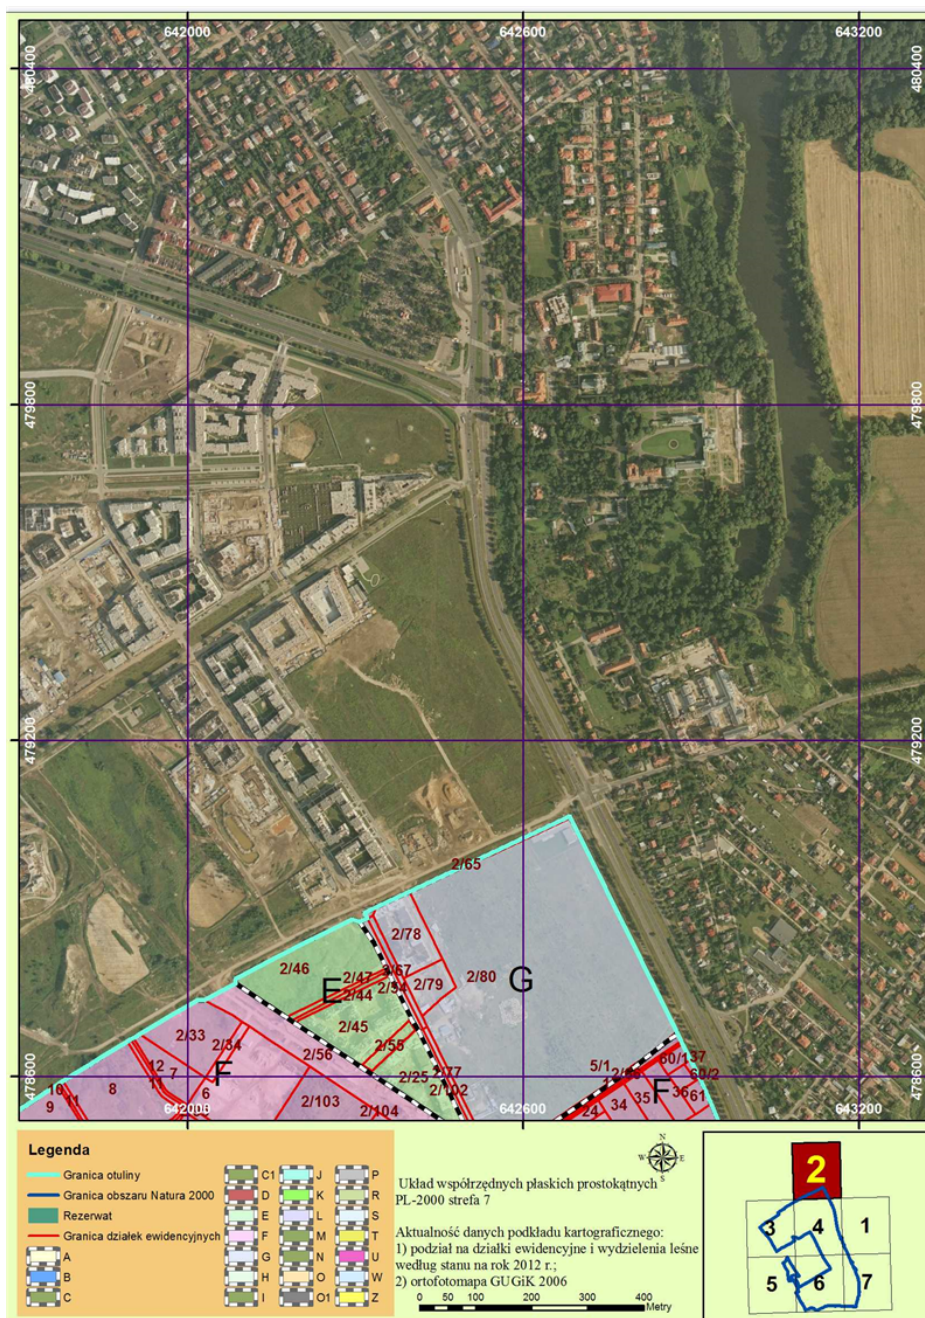 642000 642600 643200
480400 480400
479800 479800
479200 479200
2/65
2/78
2/46 2/47 2/67 2/80 G
E 2/44 2/34 2/79
2/45
2/33 2/34 2/55
2/56
12 7 2/25 2/77 5/1 60/1 37
11 F 2/102 60/2
478600 478600
10 8 6 F 36 61
9 11 2/103 2/104 24 34 35
642000 642600 643200
Legenda
Granica otuliny
Granica obszaru Natura 2000
Rezerwat
Granica działek ewidencyjnych
A
B
C
C1 J P
D K R
E L S
F M T
G N U
H O W
I O1 Z
N
W E
S
Układ współrzędnych płaskich prostokątnych
PL-2000 strefa 7
Aktualność danych podkładu kartograficznego:
1) podział na działki ewidencyjne i wydzielenia leśne
według stanu na rok 2012 r.;
2) ortofotomapa GUGiK 2006
0 50 100 200 300 400
Metry
2
3 4 1
5 6 7